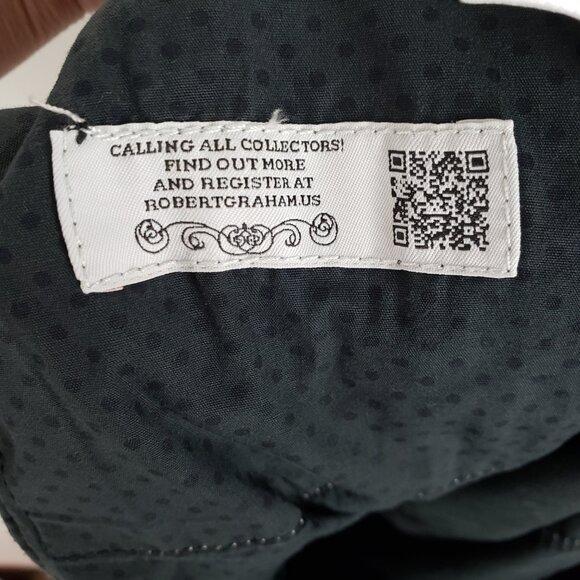 CALLING ALL COLLECTORS!
FIND OUT MORE
AND REGISTER AT
ROBERTGRAHAM.US